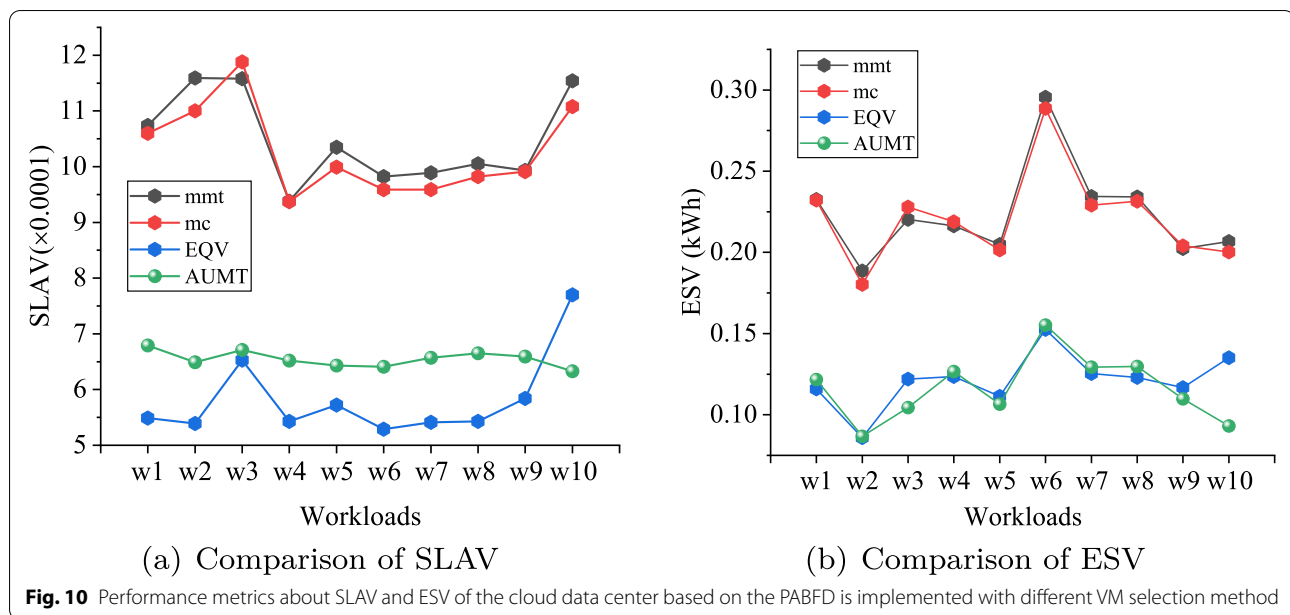 12
11
10
9
8
7
6
5
SLAV(×0.0001)
mmt
mc
EQV
AUMT
w1 w2 w3 w4 w5 w6 w7 w8 w9 w10
Workloads
(a) Comparison of SLAV
0.30
0.25
0.20
0.15
0.10
ESV (kWh)
mmt
mc
EQV
AUMT
w1 w2 w3 w4 w5 w6 w7 w8 w9 w10
Workloads
(b) Comparison of ESV
Fig. 10 Performance metrics about SLAV and ESV of the cloud data center based on the PABFD is implemented with different VM selection method